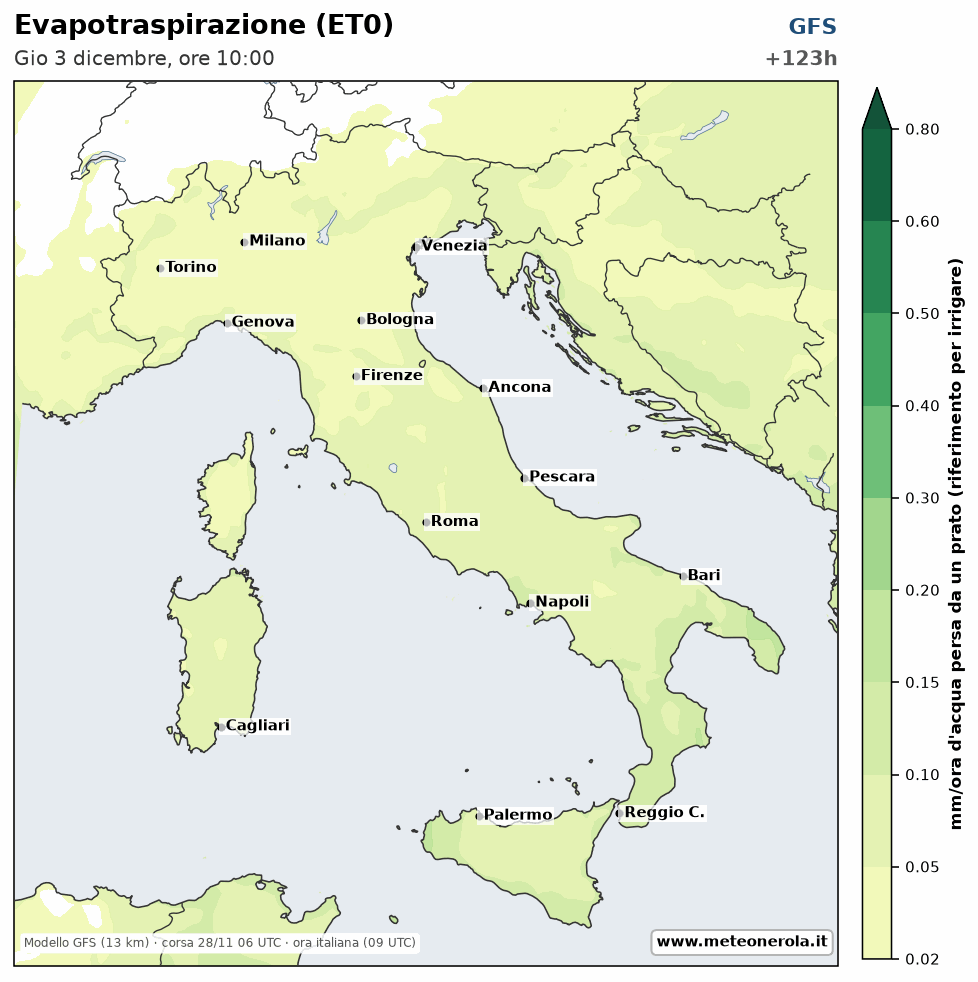 Evapotraspirazione (ET0)
GFS
Gio 3 dicembre, ore 10:00
+123h
Milano
Venezia
Torino
Genova
Bologna
Firenze
Ancona
Pescara
Roma
Bari
Napoli
Cagliari
Palermo
Reggio C.
0.80
0.60
0.50
0.40
0.30
0.20
0.15
0.10
0.05
0.02
mm/ora d'acqua persa da un prato (riferimento per irrigare)
Modello GFS (13 km) · corsa 28/11 06 UTC · ora italiana (09 UTC)
www.meteonerola.it